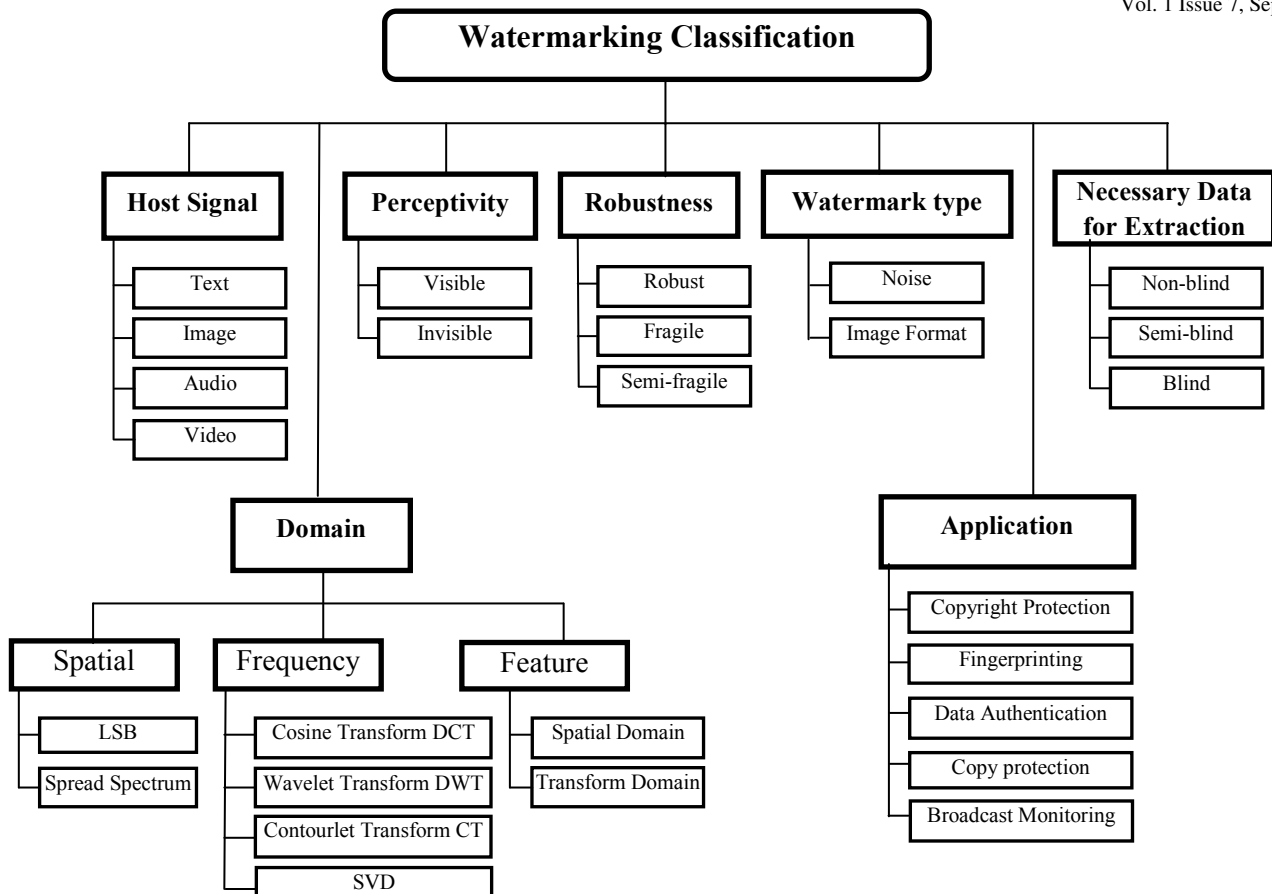 Vol. 1 Issue 7, Sep
Watermarking Classification
Host Signal
Text
Image
Audio
Video
Perceptivity
Visible
Invisible
Robustness
Robust
Fragile
Semi-fragile
Watermark type
Noise
Image Format
Necessary Data
for Extraction
Non-blind
Semi-blind
Blind
Domain
Spatial
LSB
Spread Spectrum
Frequency
Cosine Transform DCT
Wavelet Transform DWT
Contourlet Transform CT
SVD
Feature
Spatial Domain
Transform Domain
Application
Copyright Protection
Fingerprinting
Data Authentication
Copy protection
Broadcast Monitoring